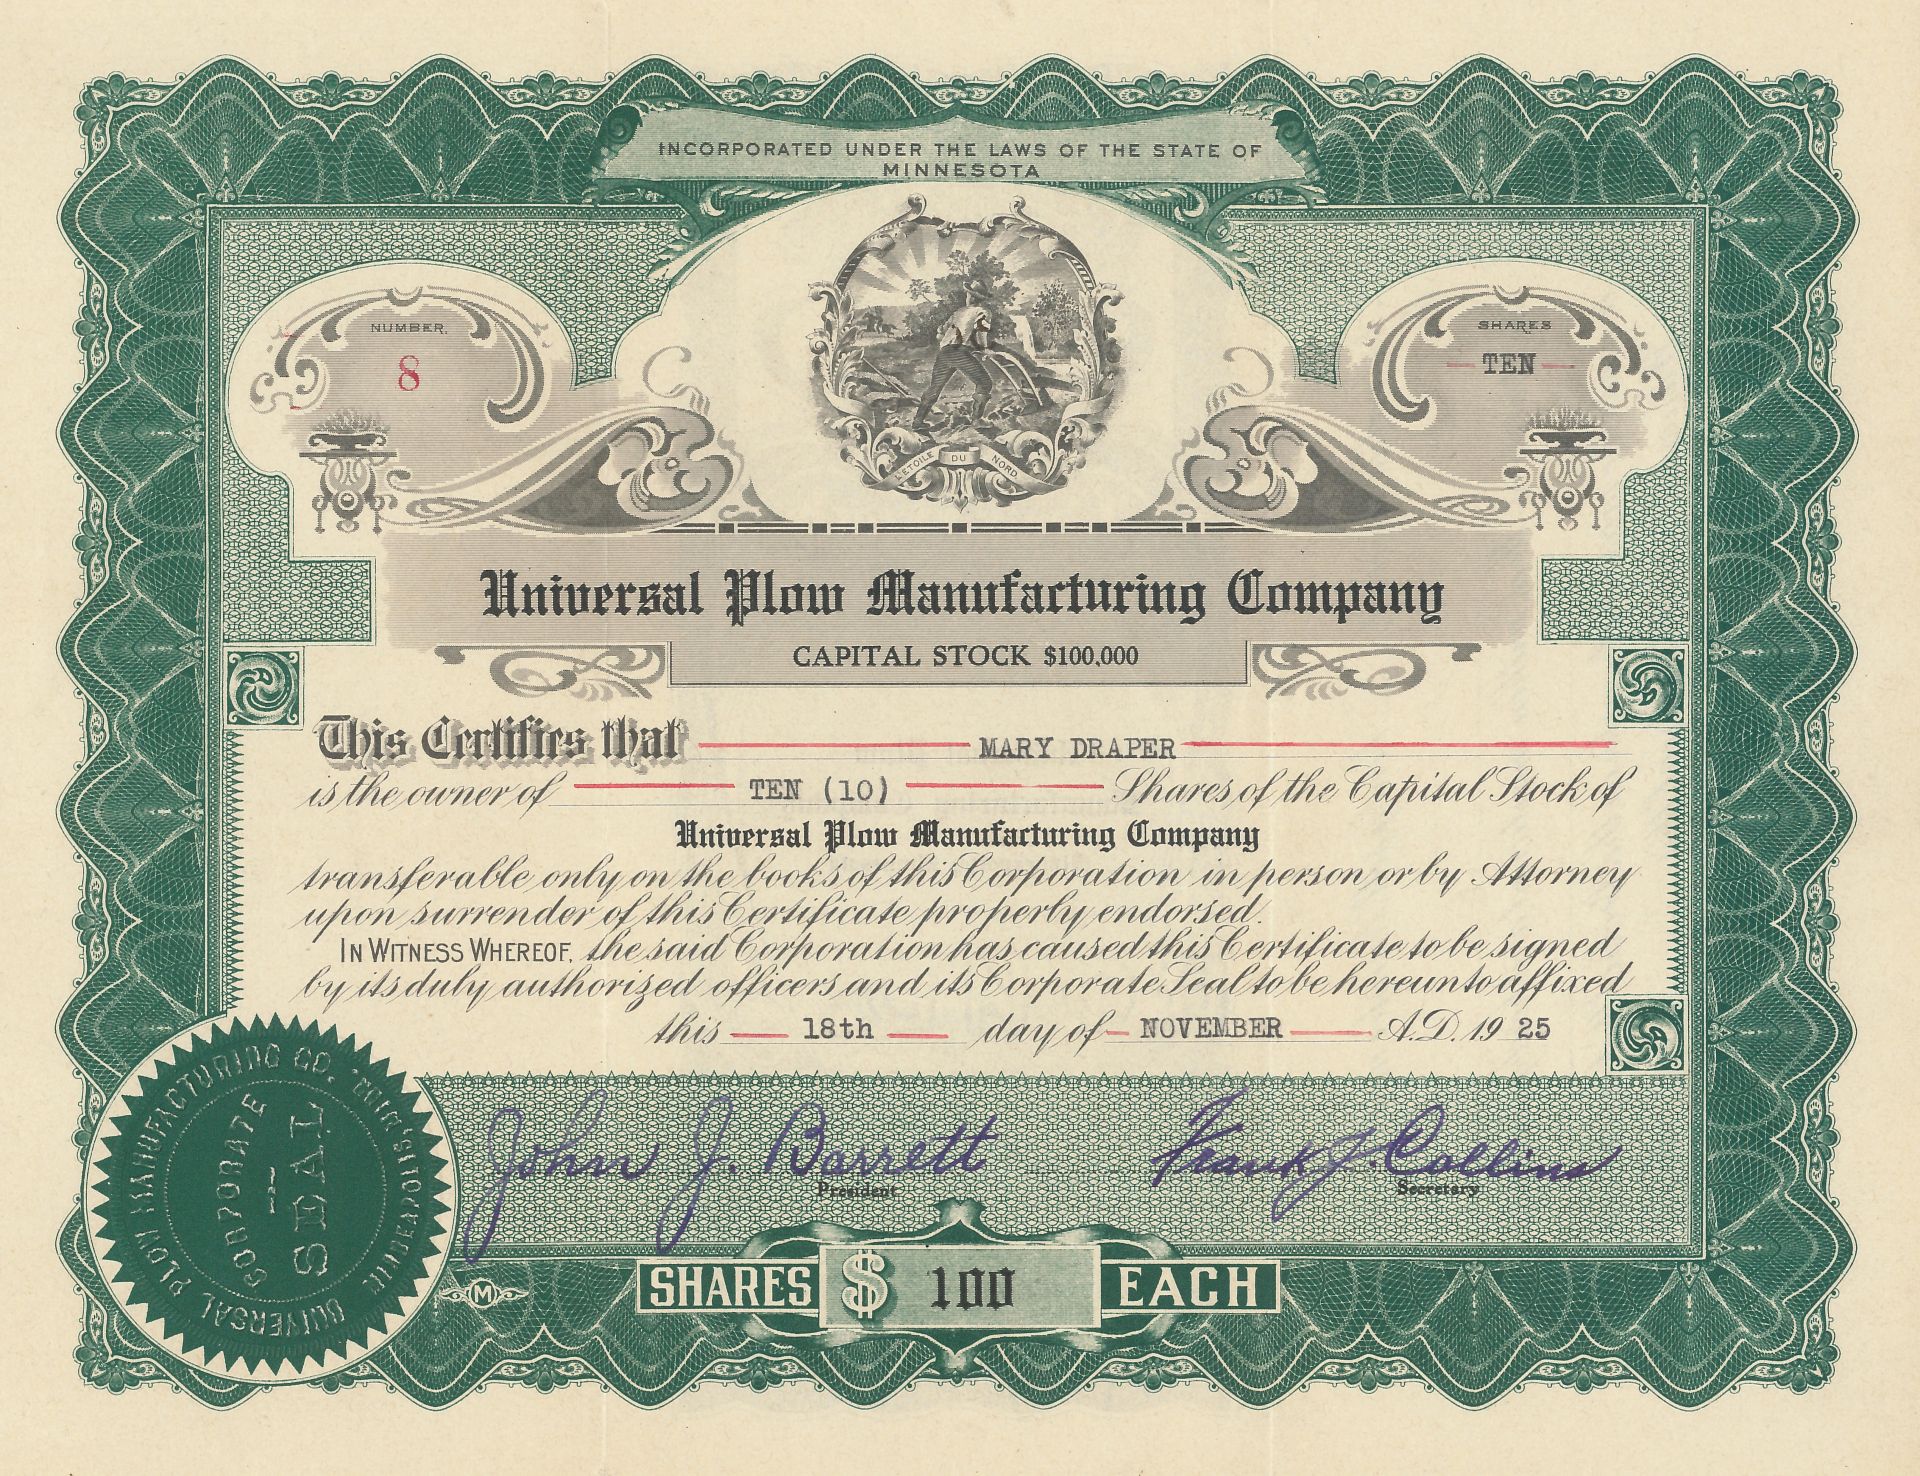 INCORPORATED UNDER THE LAWS OF THE STATE OF
MINNESOTA
NUMBER
8
SHARES
TEN
L'ETOILE DU NORD
Universal Plow Manufacturing Company
CAPITAL STOCK $100,000
This Certifies that MARY DRAPER
is the owner of TEN (10) Shares of the Capital Stock of
Universal Plow Manufacturing Company
transferable only on the books of this Corporation in person or by Attorney
upon surrender of this Certificate properly endorsed.
IN WITNESS WHEREOF, the said Corporation has caused this Certificate to be signed
by its duly authorized officers and its Corporate Seal to be hereunto affixed
this 18th day of NOVEMBER A.D. 1925
UNIVERSAL PLOW MANUFACTURING CO.
CORPORATE
SEAL
John J. Barrett
President
Frank J. Collins
Secretary
M
SHARES $ 100 EACH